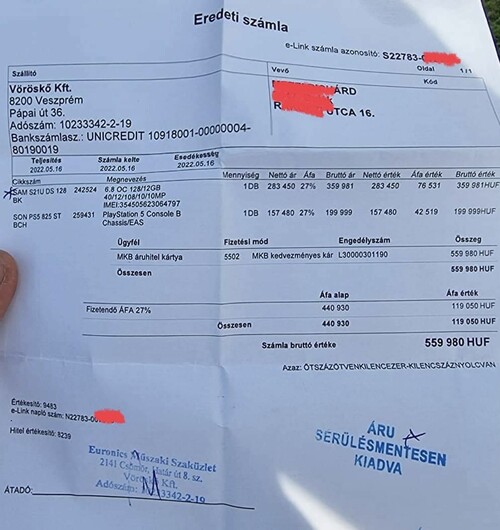 Eredeti számla
e-Link számla azonosító: S22783-0
Szállító
Vöröskő Kft.
8200 Veszprém
Pápai út 36.
Adószám: 10233342-2-19
Bankszámlasz.: UNICREDIT 10918001-00000004-
80190019
Vevő Oldal 1/1
Kód
ÁRD
R UTCA 16.
Teljesítés Számla kelte Esedékesség
2022.05.16 2022.05.16 2022.05.16
Cikkszám Megnevezés Mennyiség Nettó ár Áfa Bruttó ár Nettó érték Áfa érték Bruttó érték
SAM S21U DS 128 242524 6.8 OC 128/12GB 1DB 283 450 27% 359 981 283 450 76 531 359 981HUF
BK 40/12/108/10/10MP
IMEI:354505623064797
SON PS5 825 ST 259431 PlayStation 5 Console B 1DB 157 480 27% 199 999 157 480 42 519 199 999HUF
BCH Chassis/EAS
Ügyfél Fizetési mód Engedélyszám Összeg
MKB áruhitel kártya 5502 MKB kedvezményes kár L30000301190 559 980 HUF
Összesen 559 980 HUF
Áfa alap Áfa érték
Fizetendő ÁFA 27% 440 930 119 050 HUF
Összesen 440 930 119 050 HUF
Számla bruttó értéke 559 980 HUF
Azaz: ÖTSZÁZÖTVENKILENCEZER-KILENCSZÁZNYOLCVAN
Értékesítő: 9483
e-Link napló szám: N22783-00
Hitel értékesítő: 8239
Euronics Műszaki Szaküzlet
2141 Csömör, Határ út 8. sz.
Vöröskő Kft.
Adószám: 10233342-2-19
ÁTADÓ:
ÁRU
SERÜLÉSMENTESEN
KIADVA